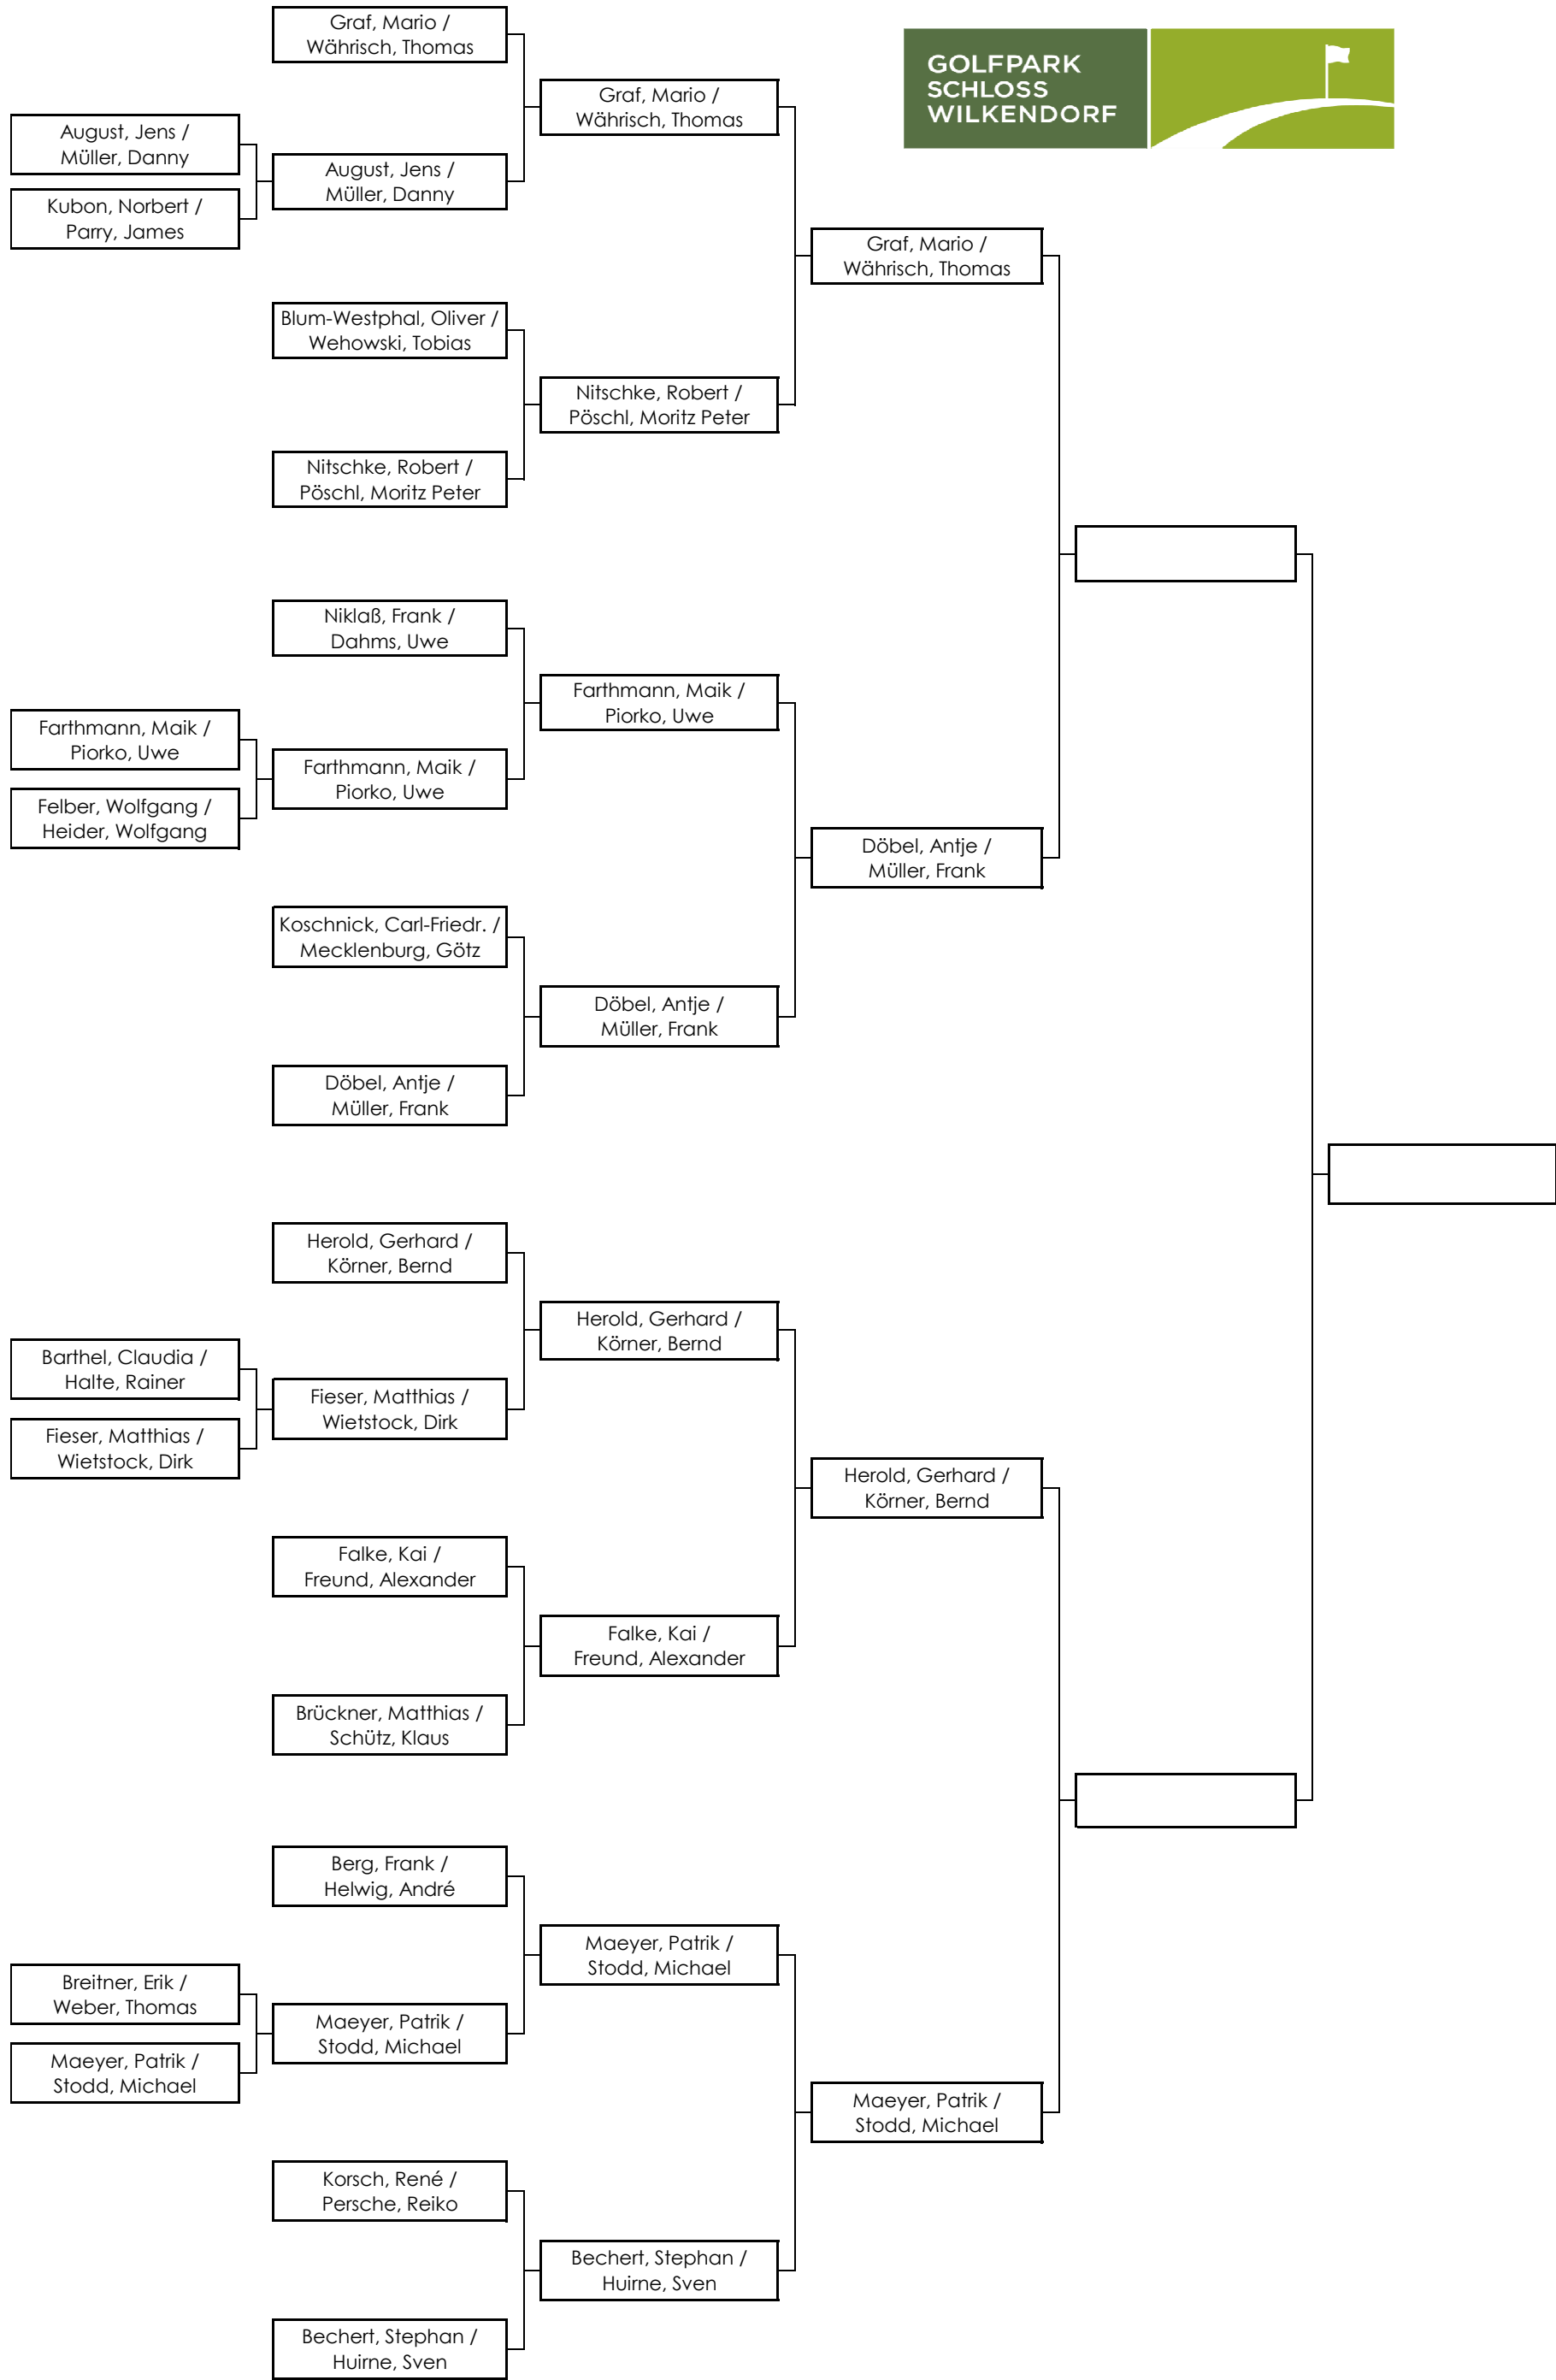 GOLFPARK
SCHLOSS
WILKENDORF
August, Jens /
Müller, Danny
Kubon, Norbert /
Parry, James
Farthmann, Maik /
Piorko, Uwe
Felber, Wolfgang /
Heider, Wolfgang
Barthel, Claudia /
Halte, Rainer
Fieser, Matthias /
Wietstock, Dirk
Breitner, Erik /
Weber, Thomas
Maeyer, Patrik /
Stodd, Michael
Graf, Mario /
Währisch, Thomas
August, Jens /
Müller, Danny
Blum-Westphal, Oliver /
Wehowski, Tobias
Nitschke, Robert /
Pöschl, Moritz Peter
Niklaß, Frank /
Dahms, Uwe
Farthmann, Maik /
Piorko, Uwe
Koschnick, Carl-Friedr. /
Mecklenburg, Götz
Döbel, Antje /
Müller, Frank
Herold, Gerhard /
Körner, Bernd
Fieser, Matthias /
Wietstock, Dirk
Falke, Kai /
Freund, Alexander
Brückner, Matthias /
Schütz, Klaus
Berg, Frank /
Helwig, André
Maeyer, Patrik /
Stodd, Michael
Korsch, René /
Persche, Reiko
Bechert, Stephan /
Huirne, Sven
Graf, Mario /
Währisch, Thomas
Nitschke, Robert /
Pöschl, Moritz Peter
Farthmann, Maik /
Piorko, Uwe
Döbel, Antje /
Müller, Frank
Herold, Gerhard /
Körner, Bernd
Falke, Kai /
Freund, Alexander
Maeyer, Patrik /
Stodd, Michael
Bechert, Stephan /
Huirne, Sven
Graf, Mario /
Währisch, Thomas
Döbel, Antje /
Müller, Frank
Herold, Gerhard /
Körner, Bernd
Maeyer, Patrik /
Stodd, Michael